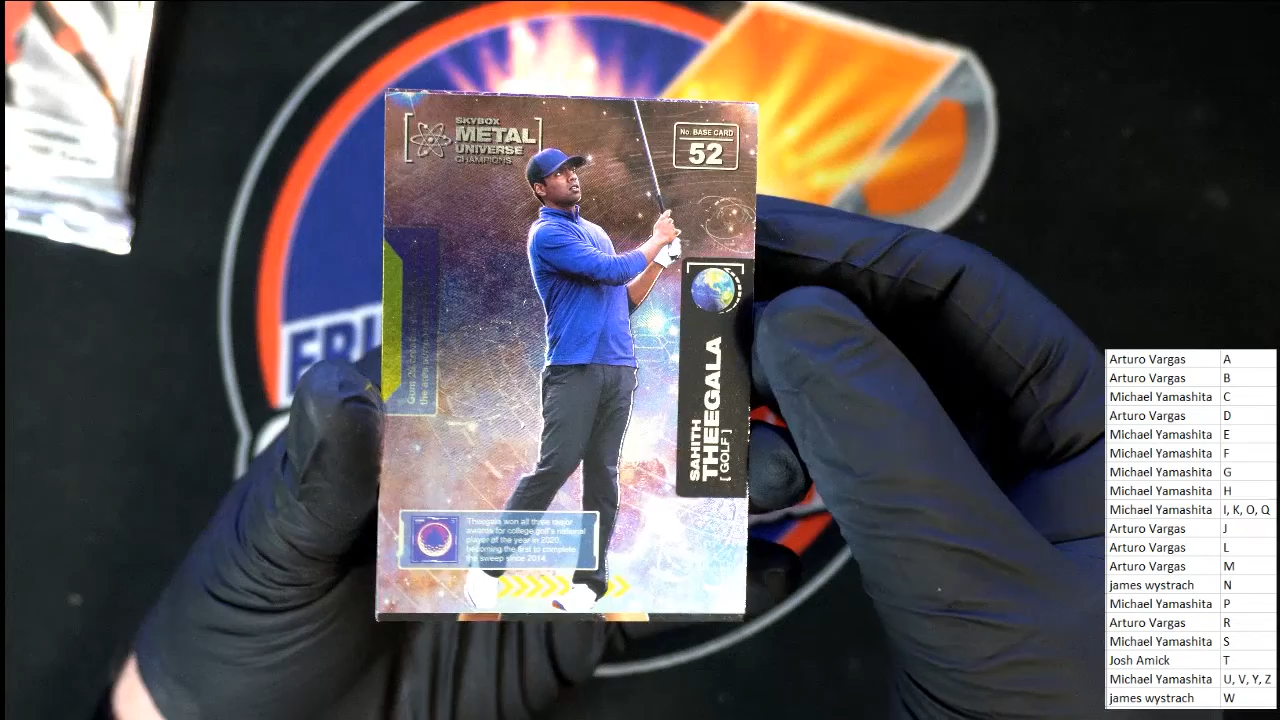 SKYBOX
METAL
UNIVERSE
CHAMPIONS
No. BASE CARD
52
SAHITH
THEEGALA
[ GOLF ]
Theegala won all three major
awards for college golf's national
player of the year in 2020,
becoming the first to complete
the sweep since 2014.
Arturo Vargas A
Arturo Vargas B
Michael Yamashita C
Arturo Vargas D
Michael Yamashita E
Michael Yamashita F
Michael Yamashita G
Michael Yamashita H
Michael Yamashita I, K, O, Q
Arturo Vargas J
Arturo Vargas L
Arturo Vargas M
james wystrach N
Michael Yamashita P
Arturo Vargas R
Michael Yamashita S
Josh Amick T
Michael Yamashita U, V, Y, Z
james wystrach W